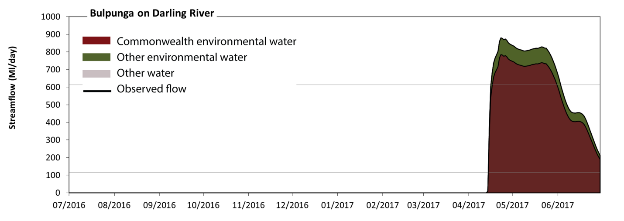 Bulpunga on Darling River
1000
900
800
700
600
500
400
300
200
100
0
Streamflow (Ml/day)
Commonwealth environmental water
Other environmental water
Other water
Observed flow
07/2016 08/2016 09/2016 10/2016 11/2016 12/2016 01/2017 02/2017 03/2017 04/2017 05/2017 06/2017